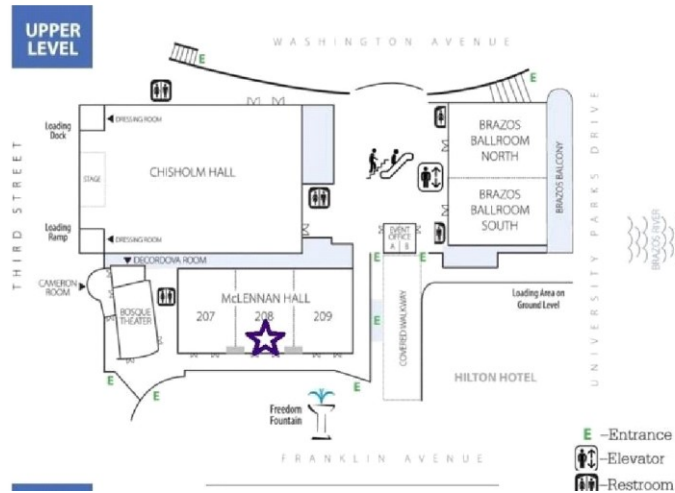 UPPER
LEVEL
WASHINGTON AVENUE
E
E
Loading
Dock
DRESSING ROOM
STAGE
CHISHOLM HALL
Loading
Ramp
DRESSING ROOM
THIRD STREET
BRAZOS
BALLROOM
NORTH
BRAZOS
BALLROOM
SOUTH
BRAZOS BALCONY
UNIVERSITY PARKS DRIVE
BRAZOS RIVER
EVENT
OFFICE
A B
E
E
DECORDOVA ROOM
CAMERON
ROOM
BOSQUE
THEATER
McLENNAN HALL
207
208
209
E
COVERED WALKWAY
Loading Area on
Ground Level
HILTON HOTEL
E
E
E
Freedom
Fountain
FRANKLIN AVENUE
E -Entrance
-Elevator
-Restroom